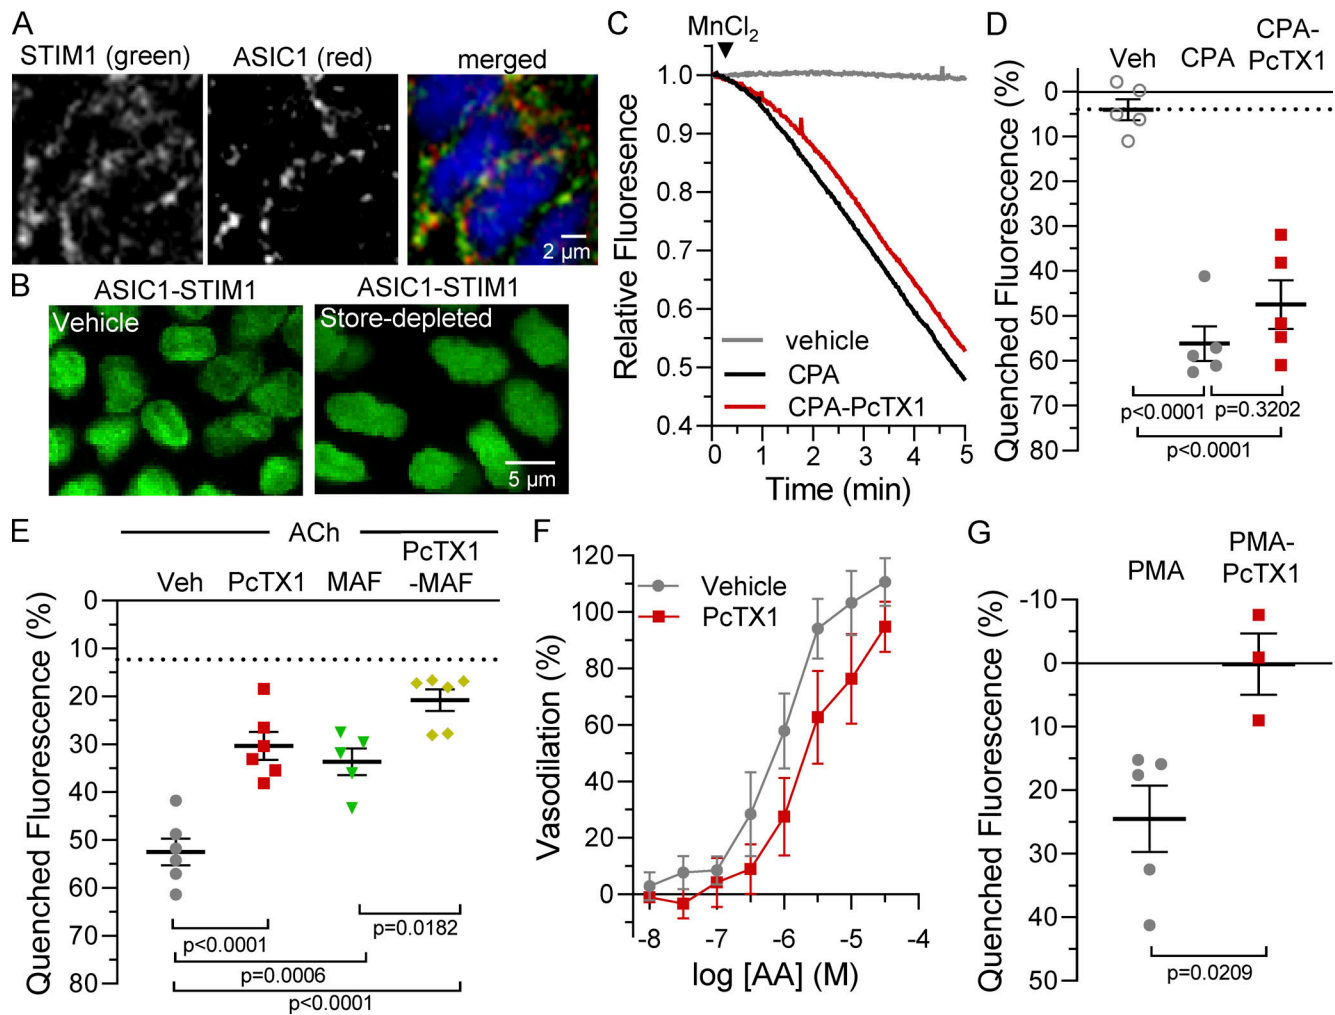 A
STIM1 (green)
ASIC1 (red)
merged
2 µm
B
ASIC1-STIM1
ASIC1-STIM1
Vehicle
Store-depleted
5 µm
C
MnCl2
Relative Fluoresence
1.0
0.9
0.8
0.7
0.6
0.5
0.4
vehicle
CPA
CPA-PcTX1
0 1 2 3 4 5
Time (min)
D
Veh
CPA
CPA-
PcTX1
Quenched Fluorescence (%)
0
10
20
30
40
50
60
70
80
p<0.0001
p=0.3202
p<0.0001
E
ACh
Veh
PcTX1
MAF
PcTX1
-MAF
Quenched Fluorescence (%)
0
10
20
30
40
50
60
70
80
p<0.0001
p=0.0182
p=0.0006
p<0.0001
F
Vasodilation (%)
120
100
80
60
40
20
0
Vehicle
PcTX1
-8 -7 -6 -5 -4
log [AA] (M)
G
PMA
PMA-
PcTX1
Quenched Fluorescence (%)
-10
0
10
20
30
40
50
p=0.0209